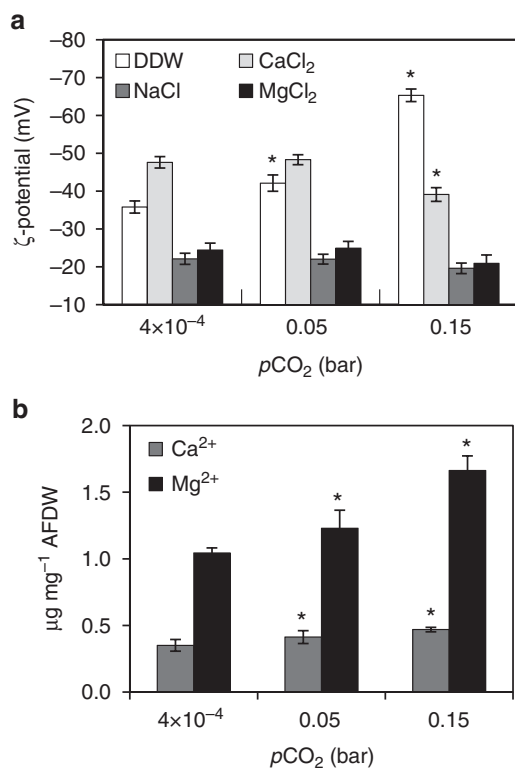 a
–80
–70
–60
–50
–40
–30
–20
–10
ζ-potential (mV)
DDW
CaCl₂
NaCl
MgCl₂
*
*
*
4×10⁻⁴
0.05
0.15
pCO₂ (bar)
b
2.0
1.5
1.0
0.5
0.0
μg mg⁻¹ AFDW
Ca²⁺
Mg²⁺
*
*
*
*
4×10⁻⁴
0.05
0.15
pCO₂ (bar)